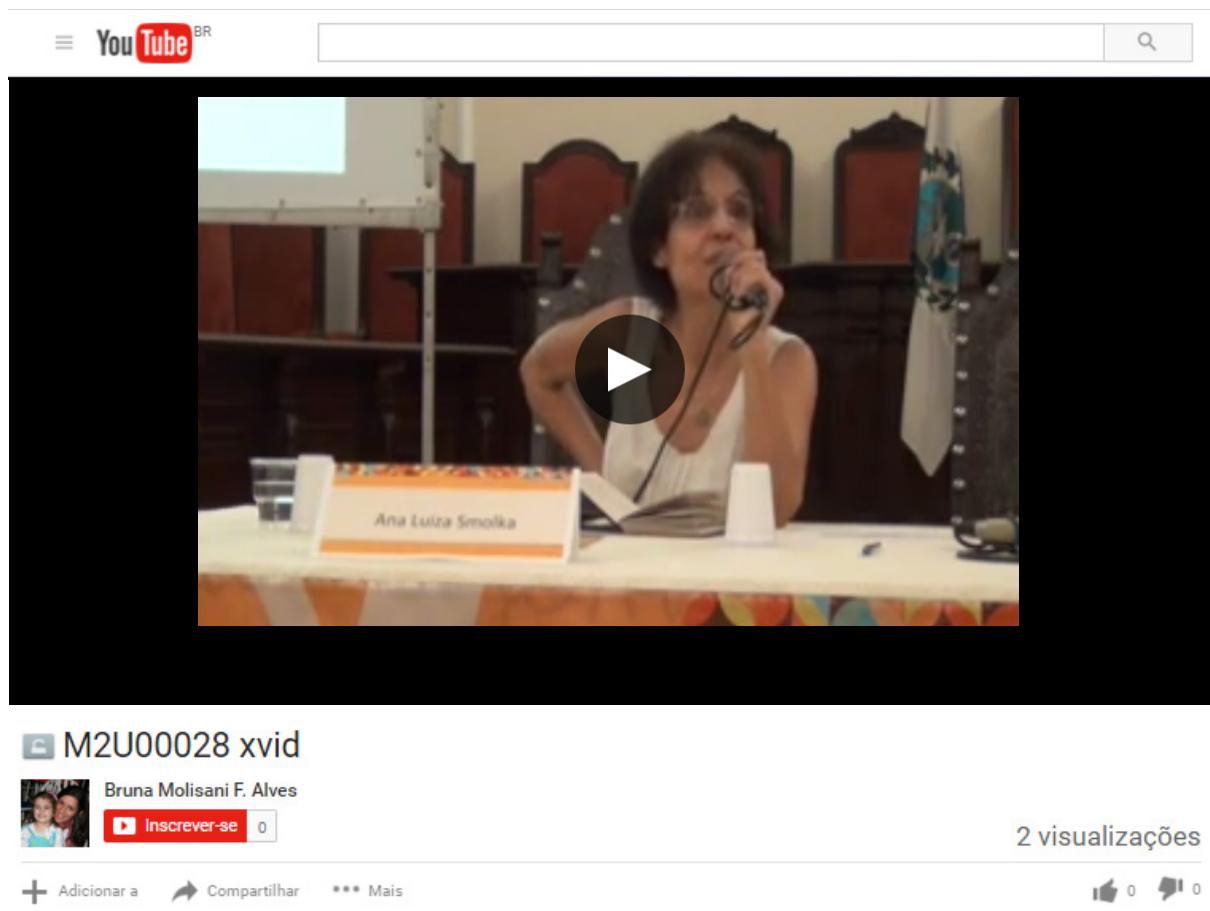 YouTube BR
Ana Luiza Smolka
M2U00028 xvid
Bruna Molisani F. Alves
Inscrever-se 0
2 visualizações
Adicionar a Compartilhar Mais 0 0